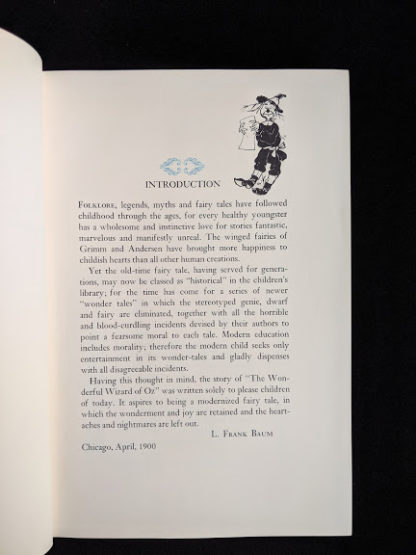 INTRODUCTION
FOLKLORE, legends, myths and fairy tales have followed
childhood through the ages, for every healthy youngster
has a wholesome and instinctive love for stories fantastic,
marvelous and manifestly unreal. The winged fairies of
Grimm and Andersen have brought more happiness to
childish hearts than all other human creations.
Yet the old-time fairy tale, having served for genera-
tions, may now be classed as "historical" in the children's
library; for the time has come for a series of newer
"wonder tales" in which the stereotyped genie, dwarf
and fairy are eliminated, together with all the horrible
and blood-curdling incidents devised by their authors to
point a fearsome moral to each tale. Modern education
includes morality; therefore the modern child seeks only
entertainment in its wonder-tales and gladly dispenses
with all disagreeable incidents.
Having this thought in mind, the story of "The Won-
derful Wizard of Oz" was written solely to please children
of today. It aspires to being a modernized fairy tale, in
which the wonderment and joy are retained and the heart-
aches and nightmares are left out.
L. FRANK BAUM
Chicago, April, 1900